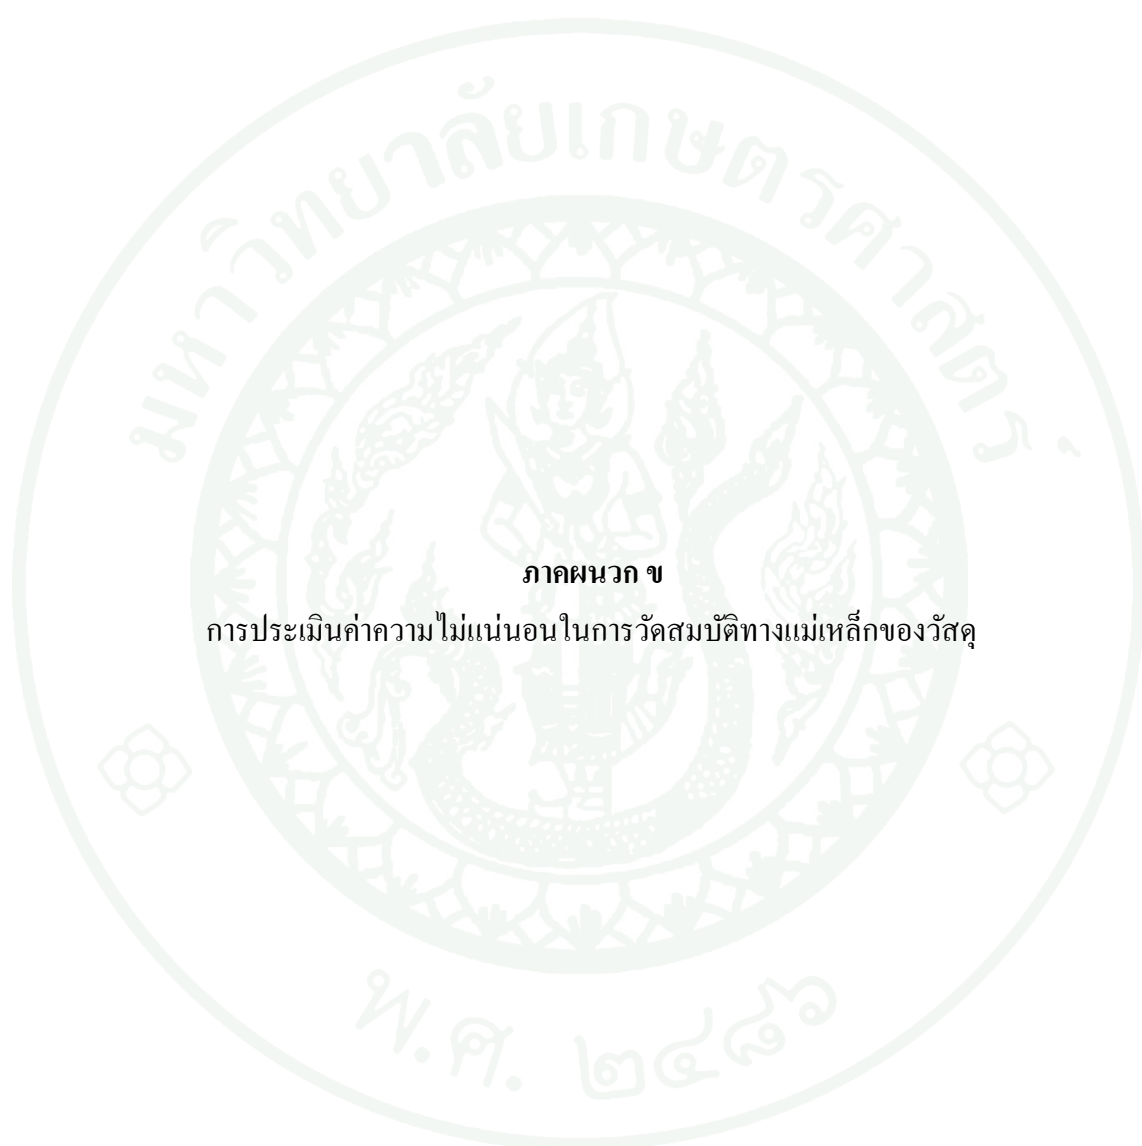 มหาวิทยาลัยเกษตรศาสตร์
ภาคผนวก ข
การประเมินค่าความไม่แน่นอนในการวัดสมบัติทางแม่เหล็กของวัสดุ
พ.ศ. ๒๔๘๖